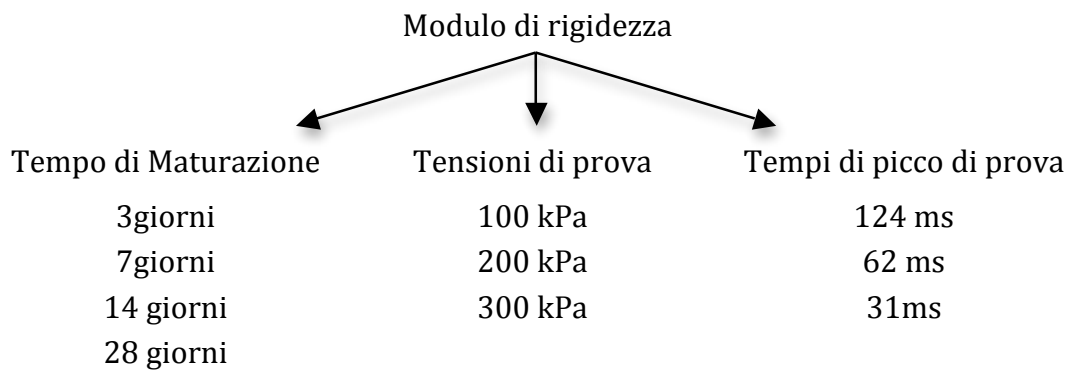 Modulo di rigidezza
Tempo di Maturazione
3giorni
7giorni
14 giorni
28 giorni
Tensioni di prova
100 kPa
200 kPa
300 kPa
Tempi di picco di prova
124 ms
62 ms
31ms